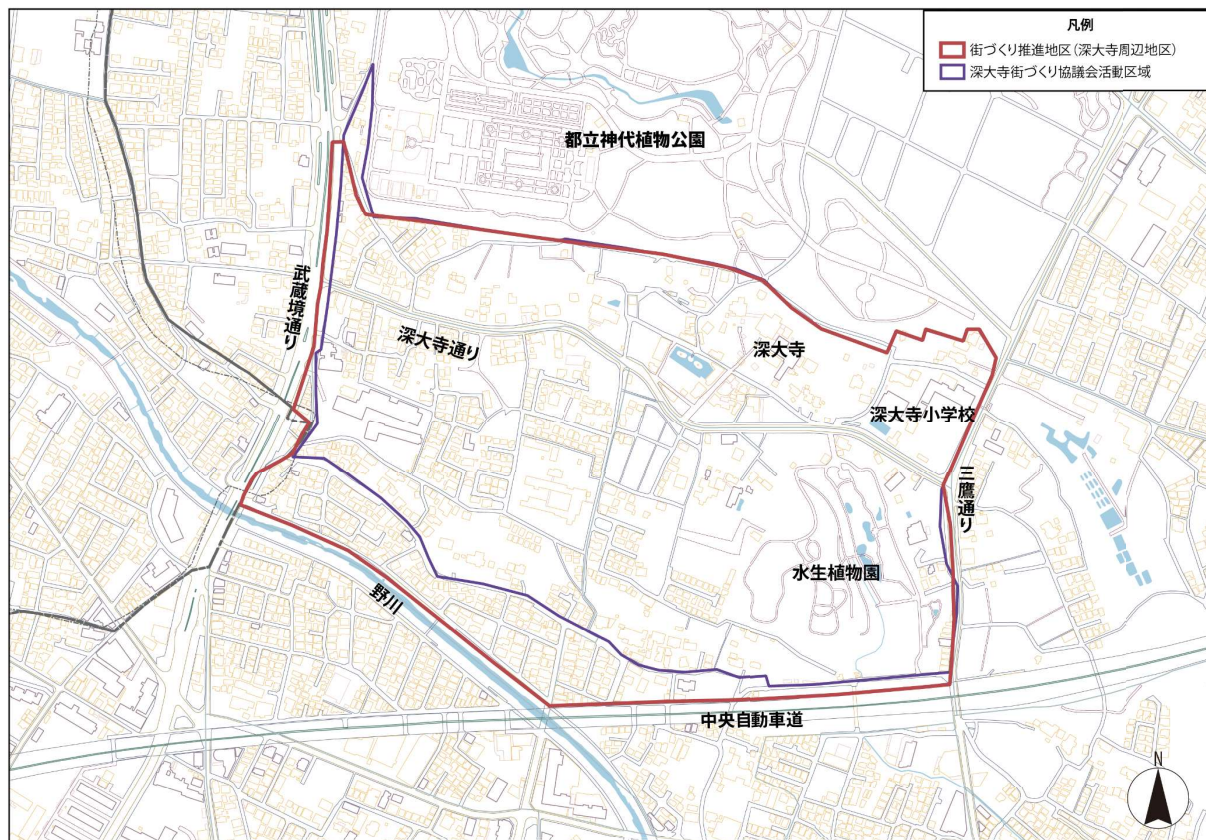 凡例
街づくり推進地区(深大寺周辺地区)
深大寺街づくり協議会活動区域
都立神代植物公園
武蔵境通り
深大寺通り
深大寺
深大寺小学校
三鷹通り
水生植物園
野川
中央自動車道
N